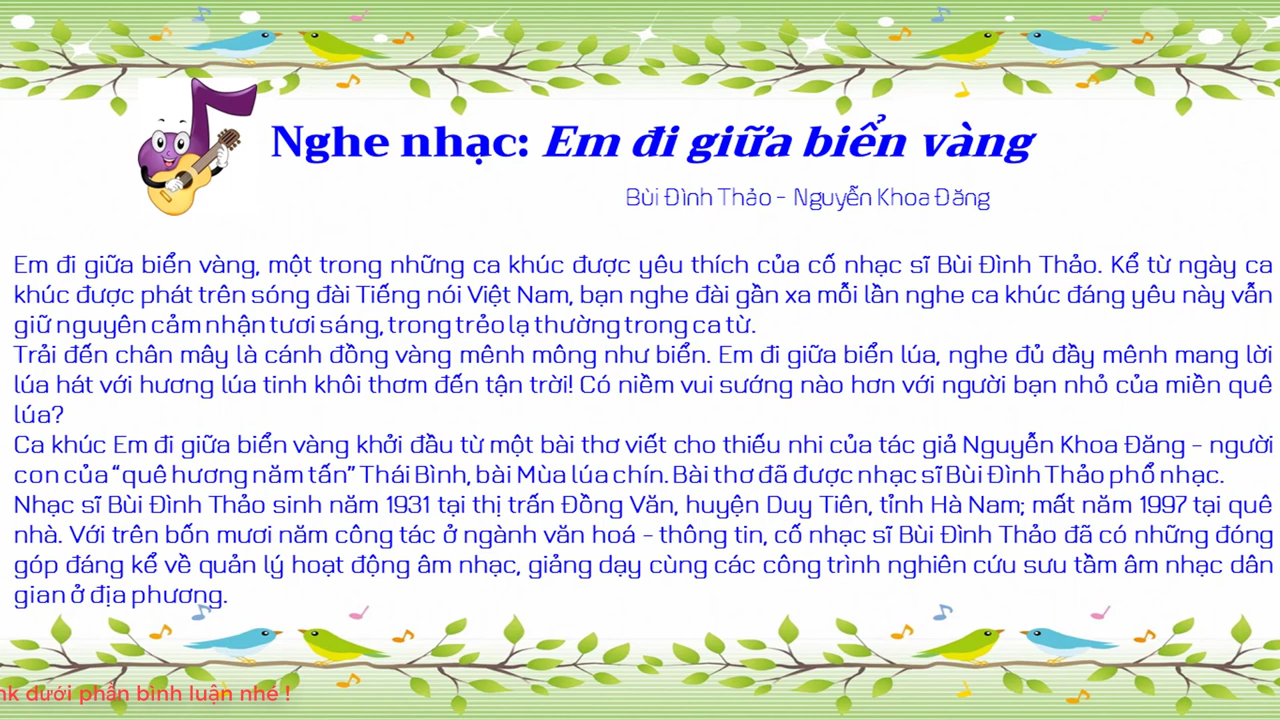 Nghe nhạc: Em đi giữa biển vàng
Bùi Đình Thảo - Nguyễn Khoa Đăng
Em đi giữa biển vàng, một trong những ca khúc được yêu thích của cố nhạc sĩ Bùi Đình Thảo. Kể từ ngày ca
khúc được phát trên sóng đài Tiếng nói Việt Nam, bạn nghe đài gần xa mỗi lần nghe ca khúc đáng yêu này vẫn
giữ nguyên cảm nhận tươi sáng, trong trẻo lạ thường trong ca từ.
Trải đến chân mây là cánh đồng vàng mênh mông như biển. Em đi giữa biển lúa, nghe đủ đầy mênh mang lời
lúa hát với hương lúa tinh khôi thơm đến tận trời! Có niềm vui sướng nào hơn với người bạn nhỏ của miền quê
lúa?
Ca khúc Em đi giữa biển vàng khởi đầu từ một bài thơ viết cho thiếu nhi của tác giả Nguyễn Khoa Đăng - người
con của “quê hương năm tấn” Thái Bình, bài Mùa lúa chín. Bài thơ đã được nhạc sĩ Bùi Đình Thảo phổ nhạc.
Nhạc sĩ Bùi Đình Thảo sinh năm 1931 tại thị trấn Đồng Văn, huyện Duy Tiên, tỉnh Hà Nam; mất năm 1997 tại quê
nhà. Với trên bốn mươi năm công tác ở ngành văn hoá - thông tin, cố nhạc sĩ Bùi Đình Thảo đã có những đóng
góp đáng kể về quản lý hoạt động âm nhạc, giảng dạy cùng các công trình nghiên cứu sưu tầm âm nhạc dân
gian ở địa phương.
nk dưới phần bình luận nhé !